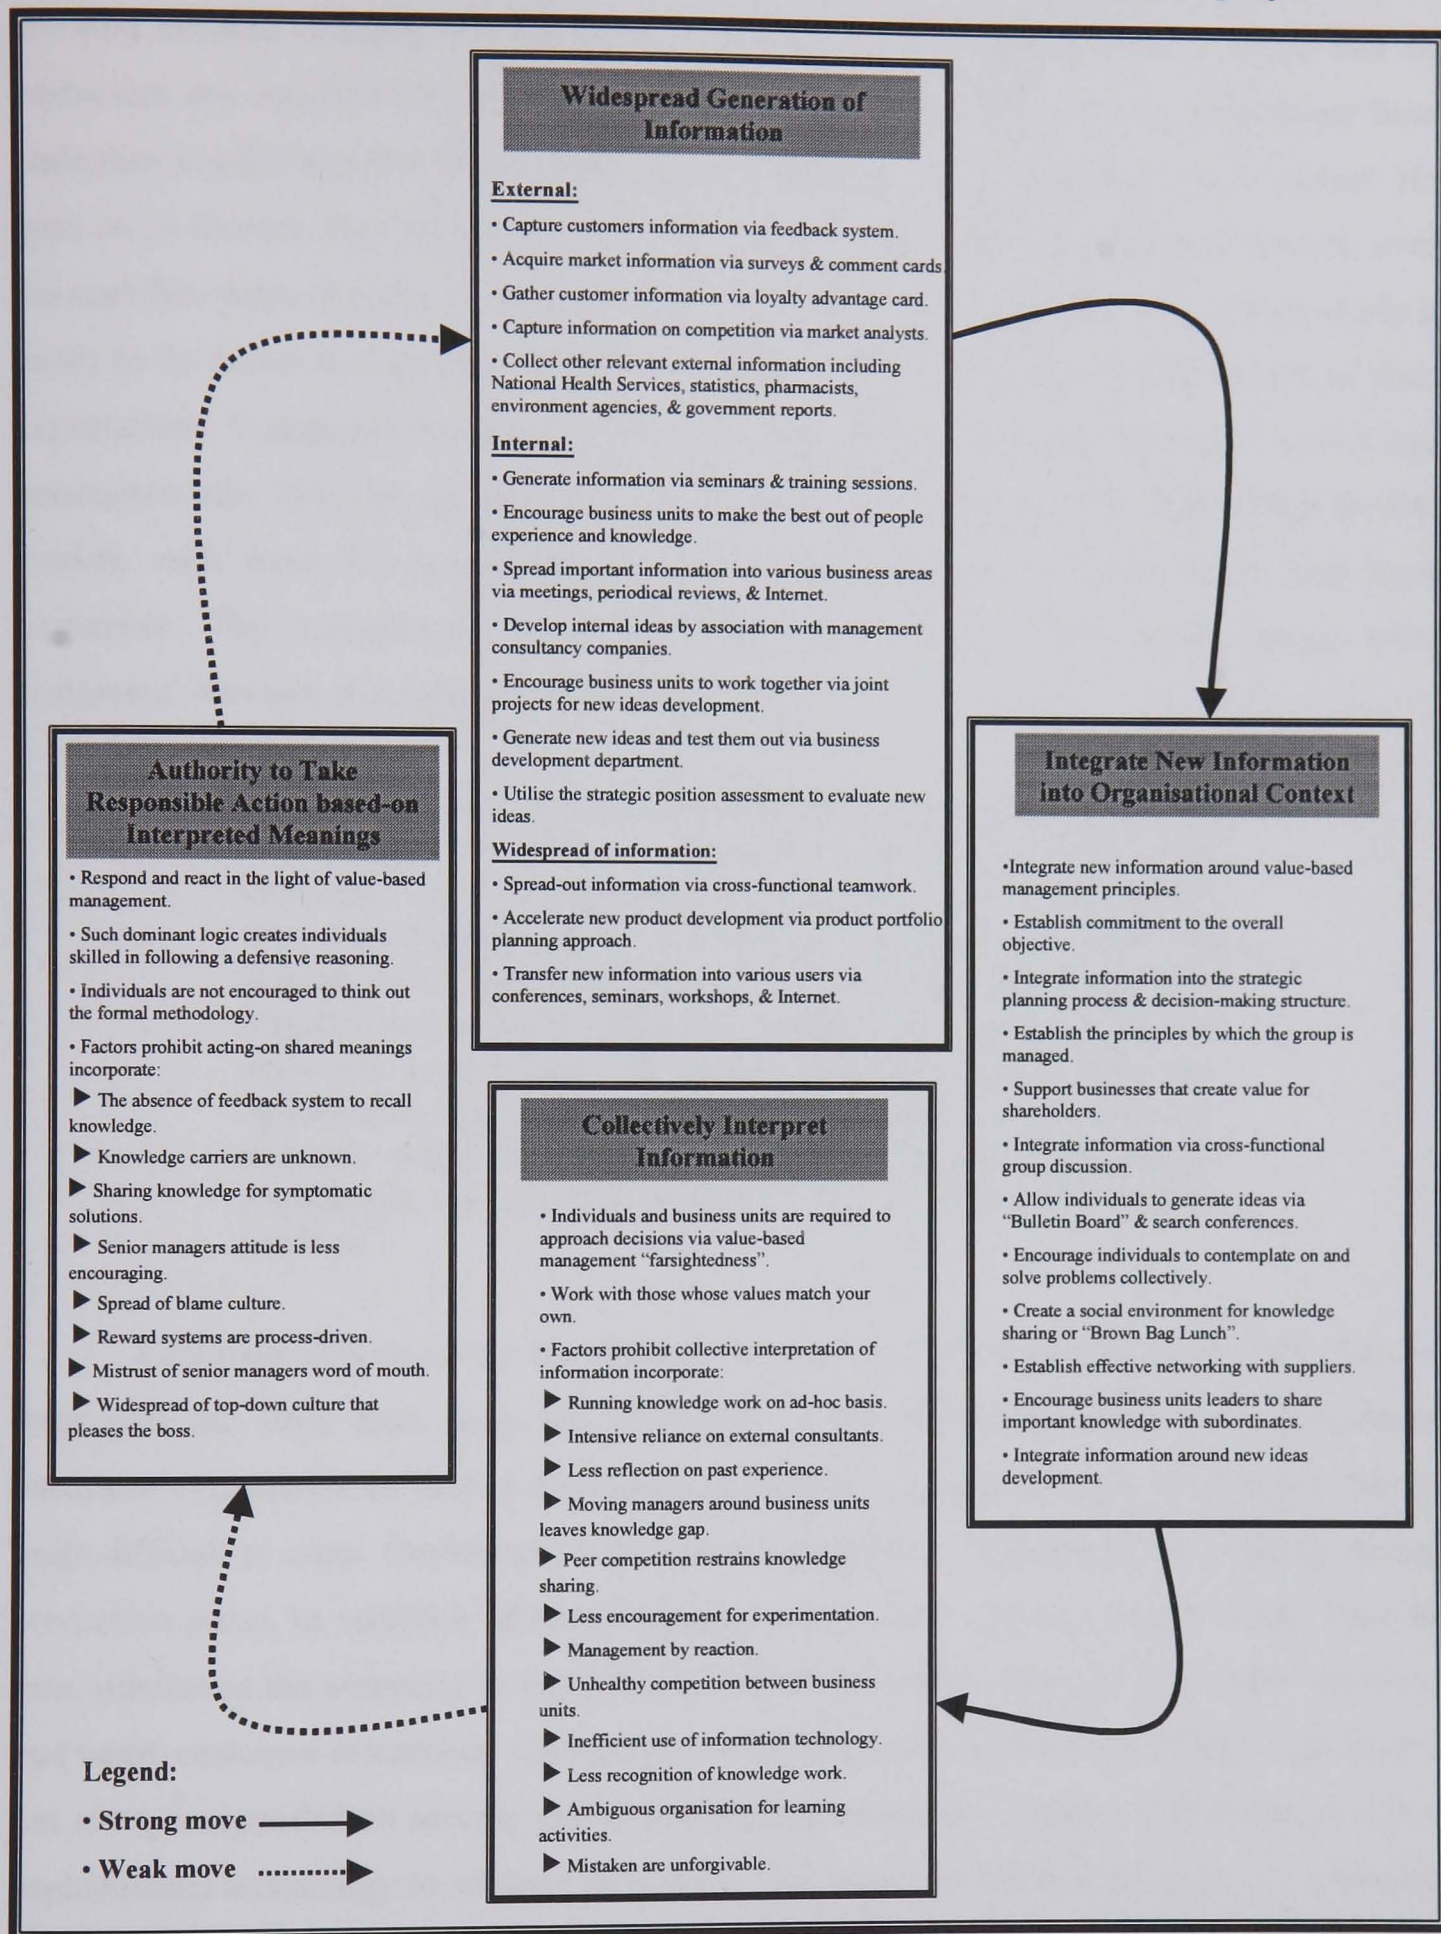 Widespread Generation of
Information
External:
• Capture customers information via feedback system.
• Acquire market information via surveys & comment cards.
• Gather customer information via loyalty advantage card.
• Capture information on competition via market analysts.
• Collect other relevant external information including
National Health Services, statistics, pharmacists,
environment agencies, & government reports.
Internal:
• Generate information via seminars & training sessions.
• Encourage business units to make the best out of people
experience and knowledge.
• Spread important information into various business areas
via meetings, periodical reviews, & Internet.
• Develop internal ideas by association with management
consultancy companies.
• Encourage business units to work together via joint
projects for new ideas development.
• Generate new ideas and test them out via business
development department.
• Utilise the strategic position assessment to evaluate new
ideas.
Widespread of information:
• Spread-out information via cross-functional teamwork.
• Accelerate new product development via product portfolio
planning approach.
• Transfer new information into various users via
conferences, seminars, workshops, & Internet.
Integrate New Information
into Organisational Context
•Integrate new information around value-based
management principles.
• Establish commitment to the overall
objective.
• Integrate information into the strategic
planning process & decision-making structure.
• Establish the principles by which the group is
managed.
• Support businesses that create value for
shareholders.
• Integrate information via cross-functional
group discussion.
• Allow individuals to generate ideas via
“Bulletin Board” & search conferences.
• Encourage individuals to contemplate on and
solve problems collectively.
• Create a social environment for knowledge
sharing or “Brown Bag Lunch”.
• Establish effective networking with suppliers.
• Encourage business units leaders to share
important knowledge with subordinates.
• Integrate information around new ideas
development.
Collectively Interpret
Information
• Individuals and business units are required to
approach decisions via value-based
management “farsightedness”.
• Work with those whose values match your
own.
• Factors prohibit collective interpretation of
information incorporate:
▶ Running knowledge work on ad-hoc basis.
▶ Intensive reliance on external consultants.
▶ Less reflection on past experience.
▶ Moving managers around business units
leaves knowledge gap.
▶ Peer competition restrains knowledge
sharing.
▶ Less encouragement for experimentation.
▶ Management by reaction.
▶ Unhealthy competition between business
units.
▶ Inefficient use of information technology.
▶ Less recognition of knowledge work.
▶ Ambiguous organisation for learning
activities.
▶ Mistaken are unforgivable.
Authority to Take
Responsible Action based-on
Interpreted Meanings
• Respond and react in the light of value-based
management.
• Such dominant logic creates individuals
skilled in following a defensive reasoning.
• Individuals are not encouraged to think out
the formal methodology.
• Factors prohibit acting-on shared meanings
incorporate:
▶ The absence of feedback system to recall
knowledge.
▶ Knowledge carriers are unknown.
▶ Sharing knowledge for symptomatic
solutions.
▶ Senior managers attitude is less
encouraging.
▶ Spread of blame culture.
▶ Reward systems are process-driven.
▶ Mistrust of senior managers word of mouth.
▶ Widespread of top-down culture that
pleases the boss.
Legend:
• Strong move
• Weak move